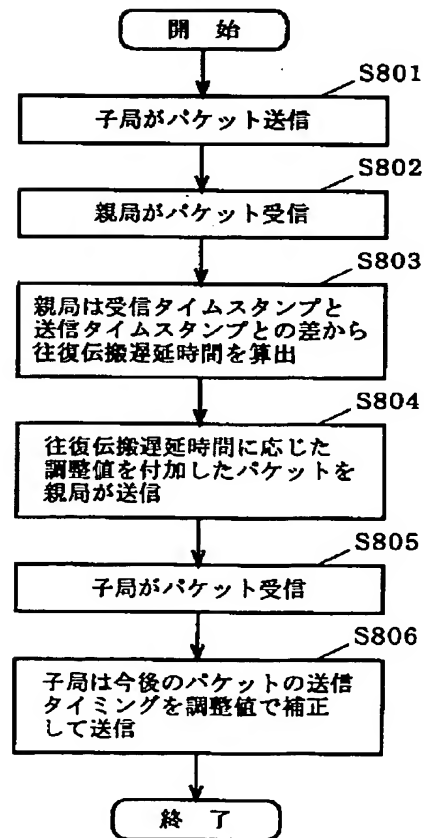 開 始
S801
子局がパケット送信
S802
親局がパケット受信
S803
親局は受信タイムスタンプと
送信タイムスタンプとの差から
往復伝搬遅延時間を算出
S804
往復伝搬遅延時間に応じた
調整値を付加したパケットを
親局が送信
S805
子局がパケット受信
S806
子局は今後のパケットの送信
タイミングを調整値で補正
して送信
終 了